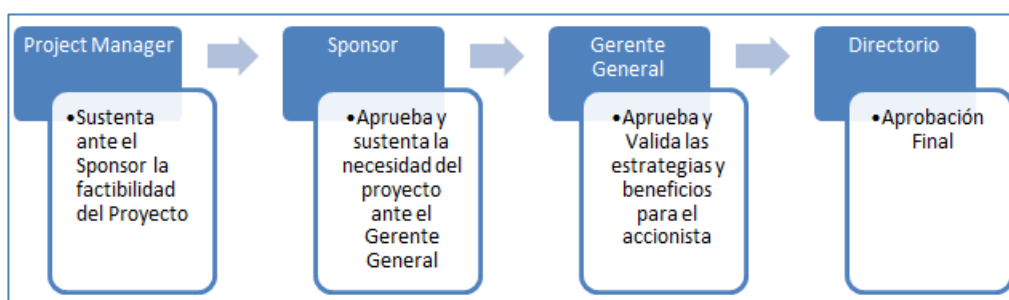 Project Manager
•Sustenta
ante el
Sponsor la
factibilidad
del Proyecto
Sponsor
•Aprueba y
sustenta la
necesidad del
proyecto
ante el
Gerente
General
Gerente
General
•Aprueba y
Valida las
estrategias y
beneficios
para el
accionista
Directorio
•Aprobación
Final